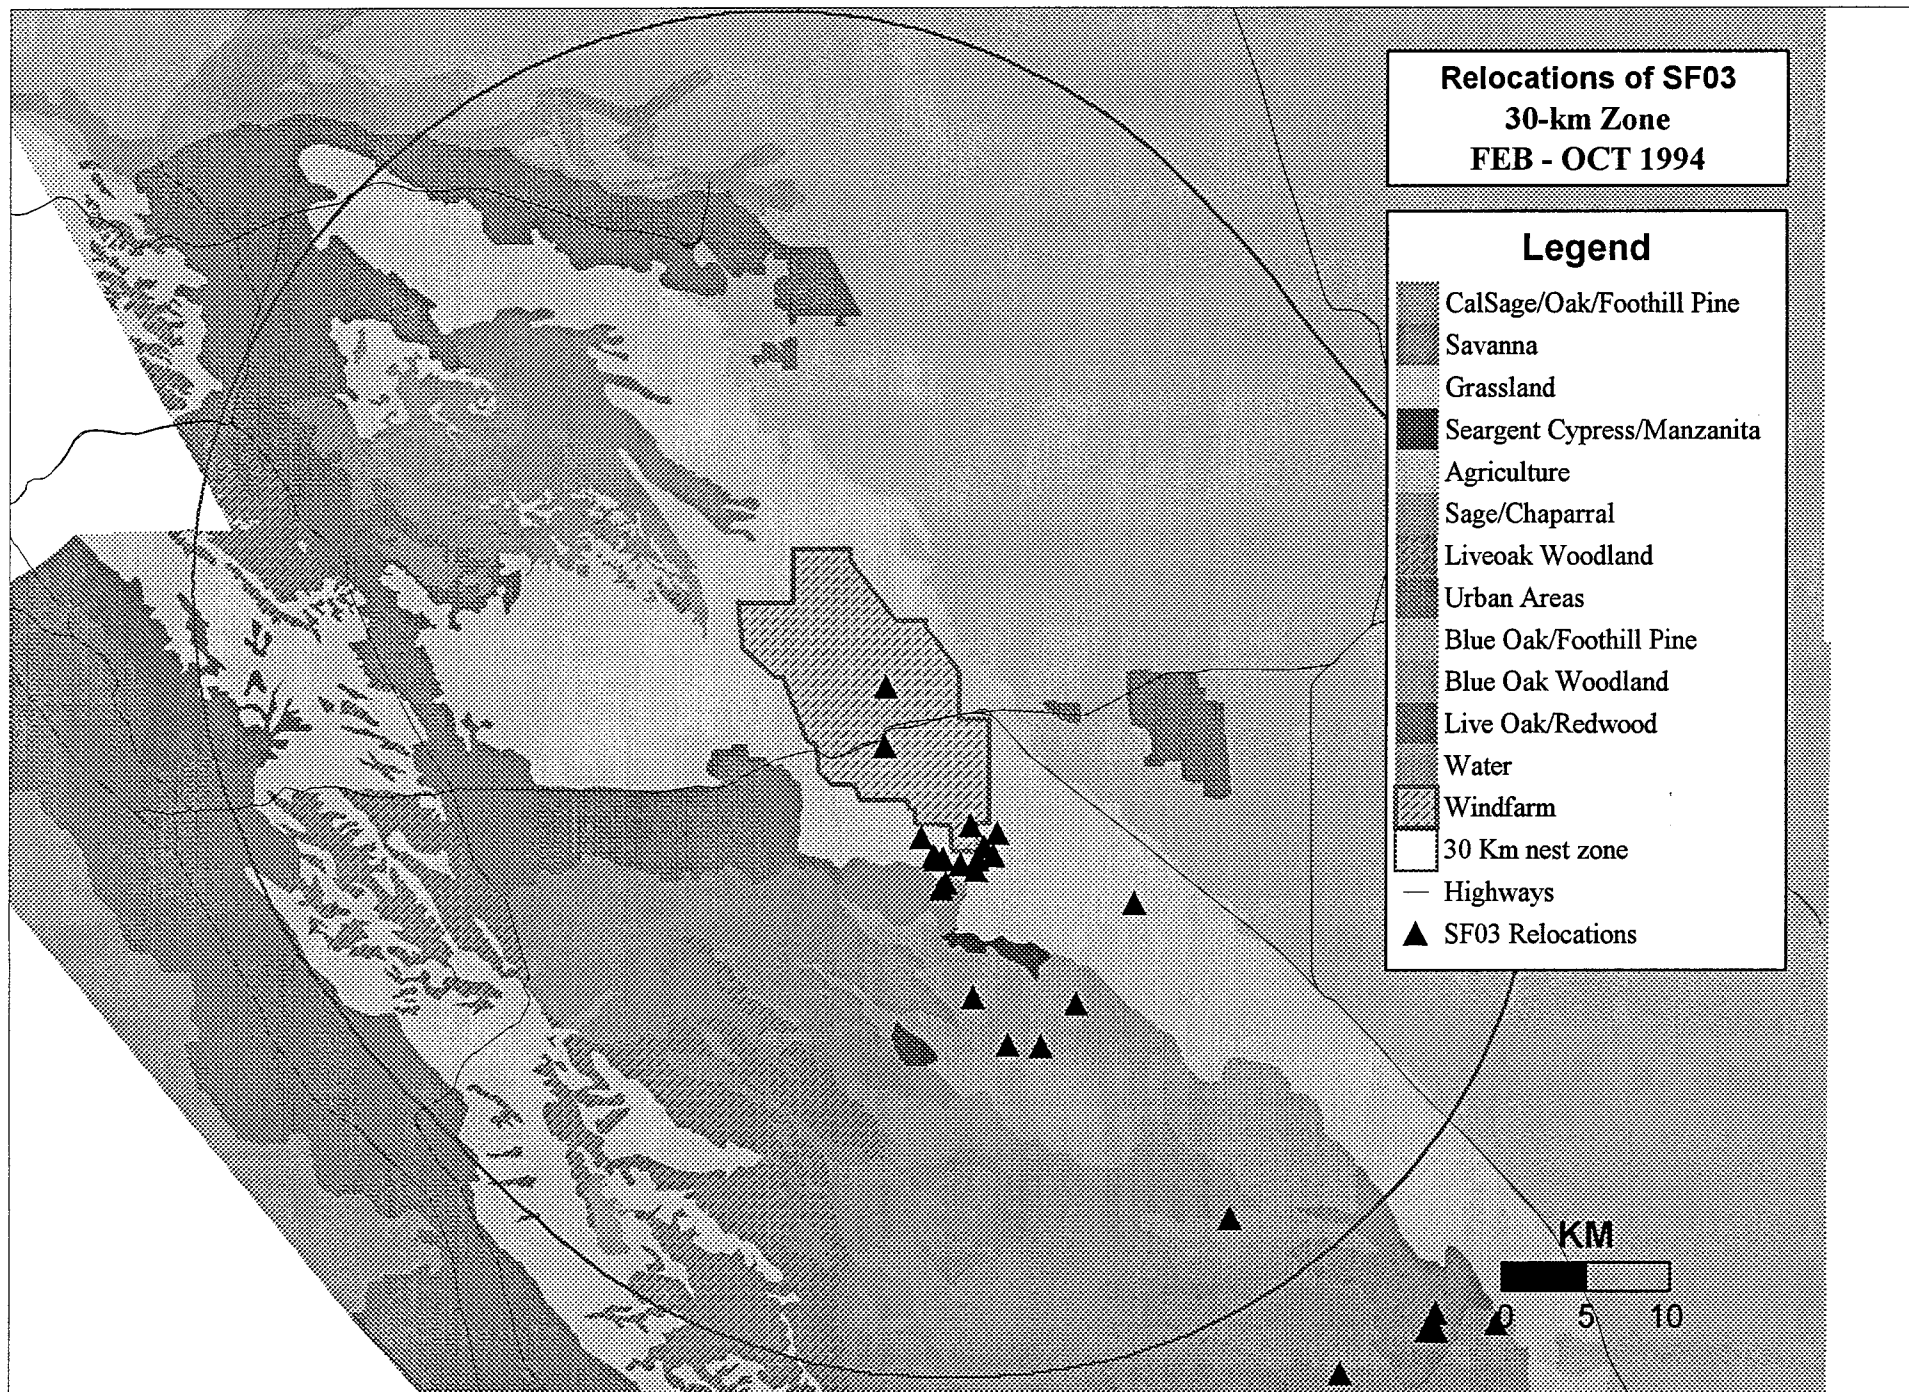 Relocations of SF03
30-km Zone
FEB - OCT 1994
Legend
CalSage/Oak/Foothill Pine
Savanna
Grassland
Seargent Cypress/Manzanita
Agriculture
Sage/Chaparral
Liveoak Woodland
Urban Areas
Blue Oak/Foothill Pine
Blue Oak Woodland
Live Oak/Redwood
Water
Windfarm
30 Km nest zone
Highways
SF03 Relocations
KM
0 5 10